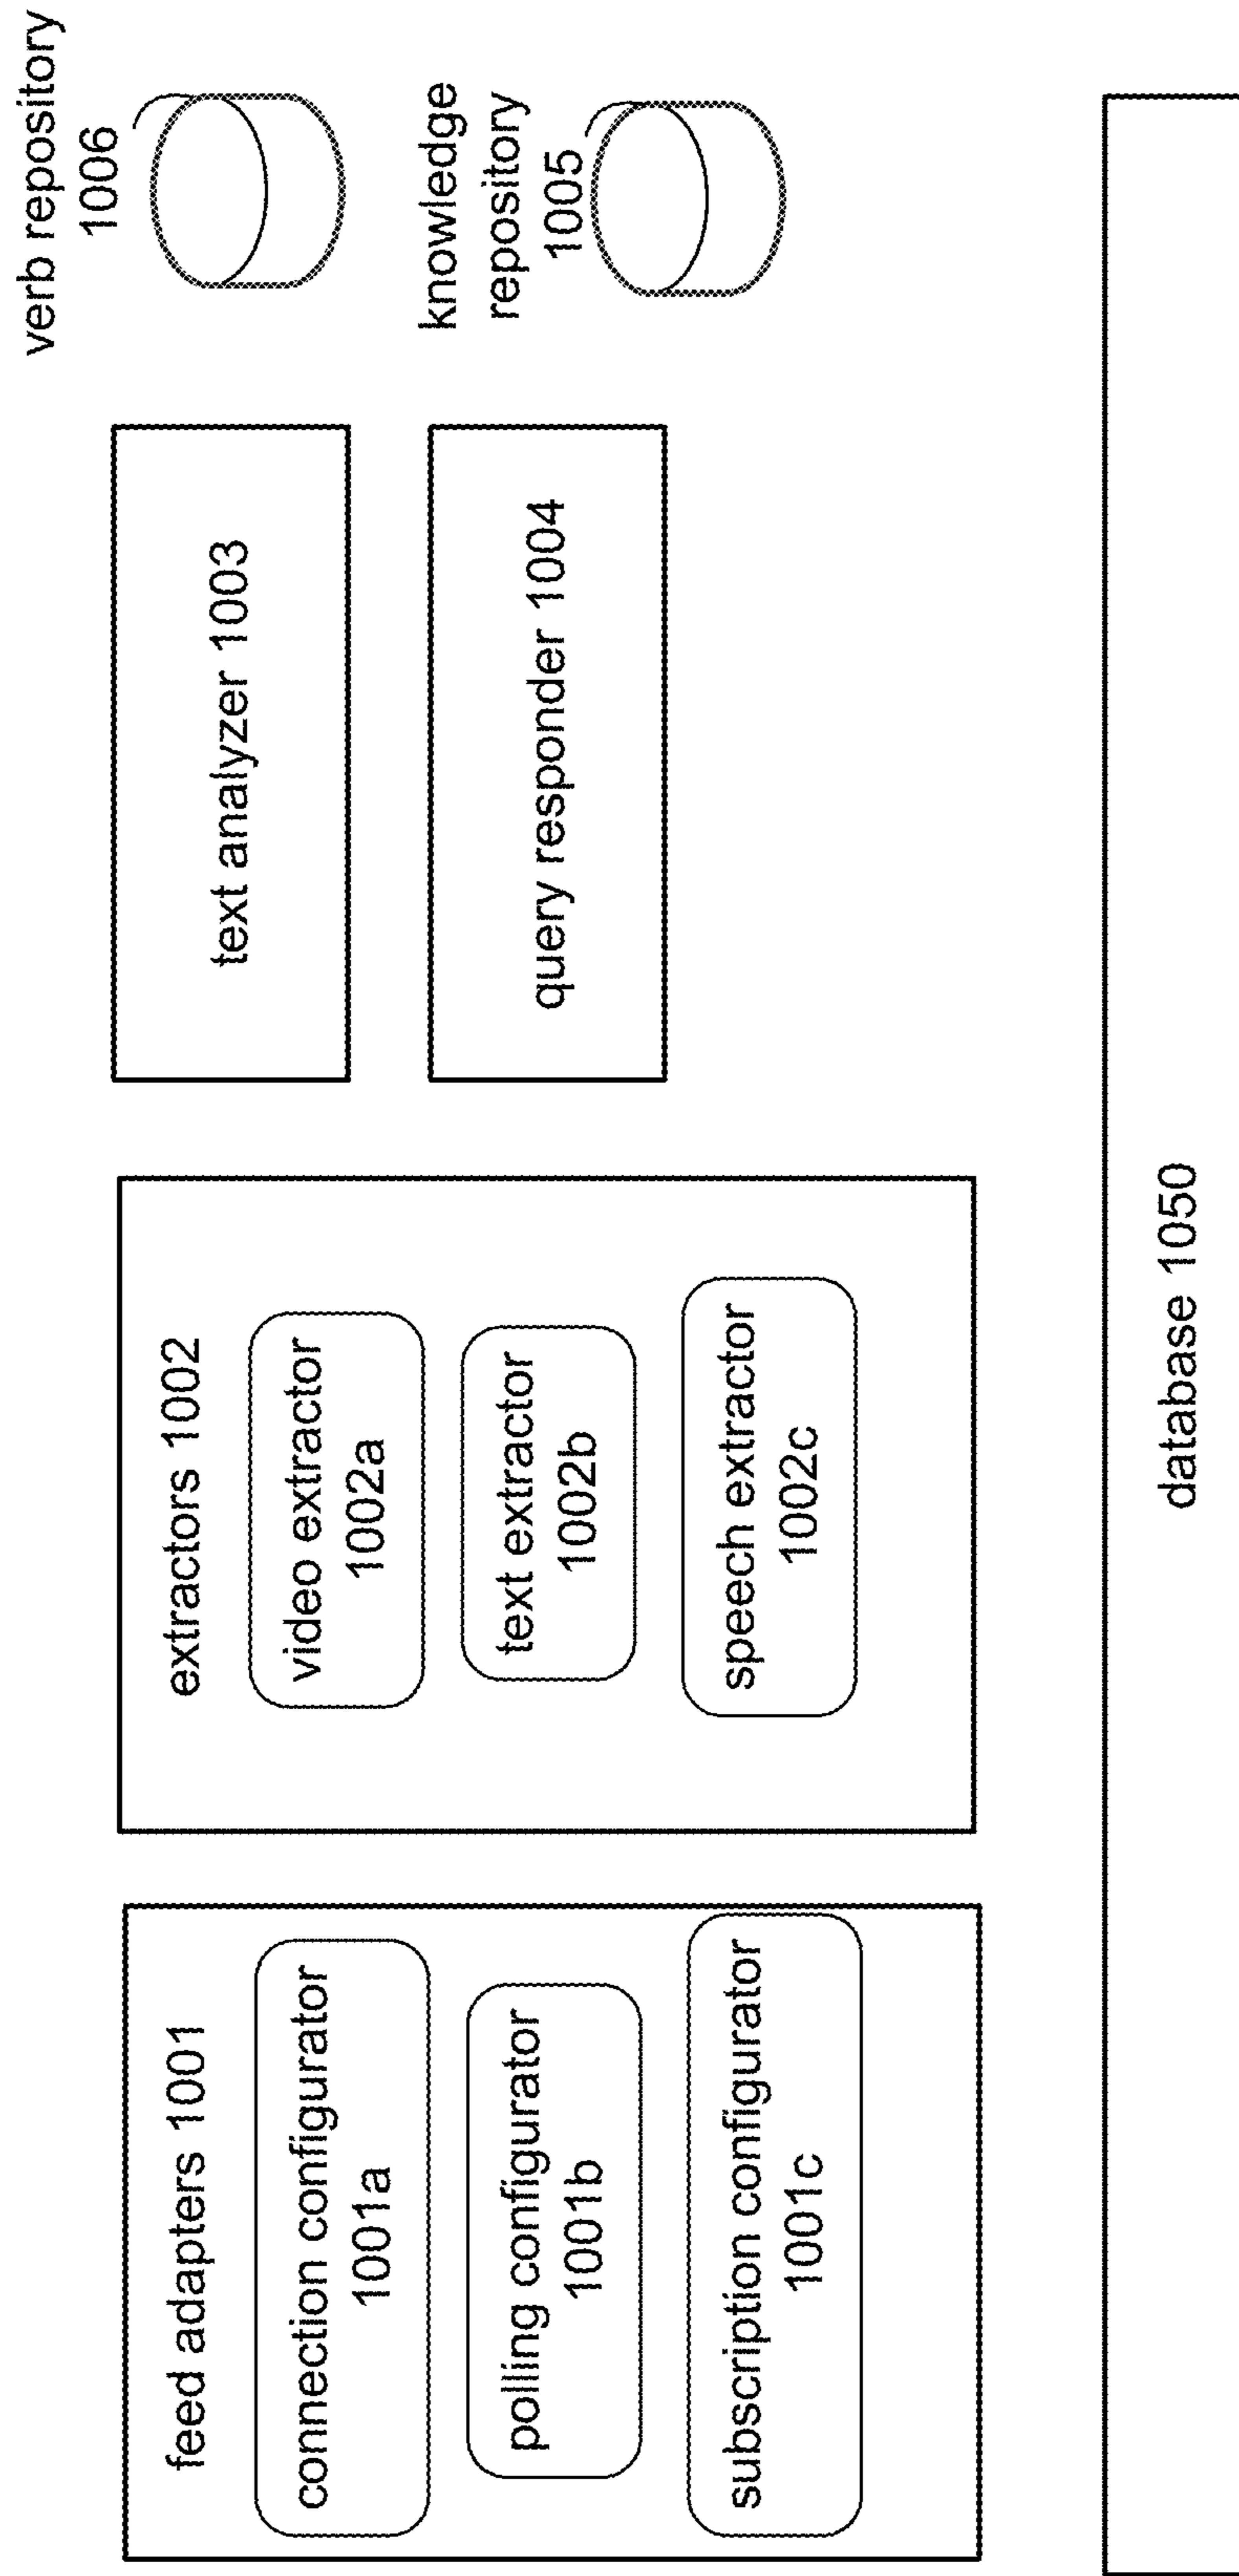 feed adapters 1001
connection configurator
1001a
polling configurator
1001b
subscription configurator
1001c
extractors 1002
video extractor
1002a
text extractor
1002b
speech extractor
1002c
text analyzer 1003
query responder 1004
verb repository
1006
knowledge
repository
1005
database 1050